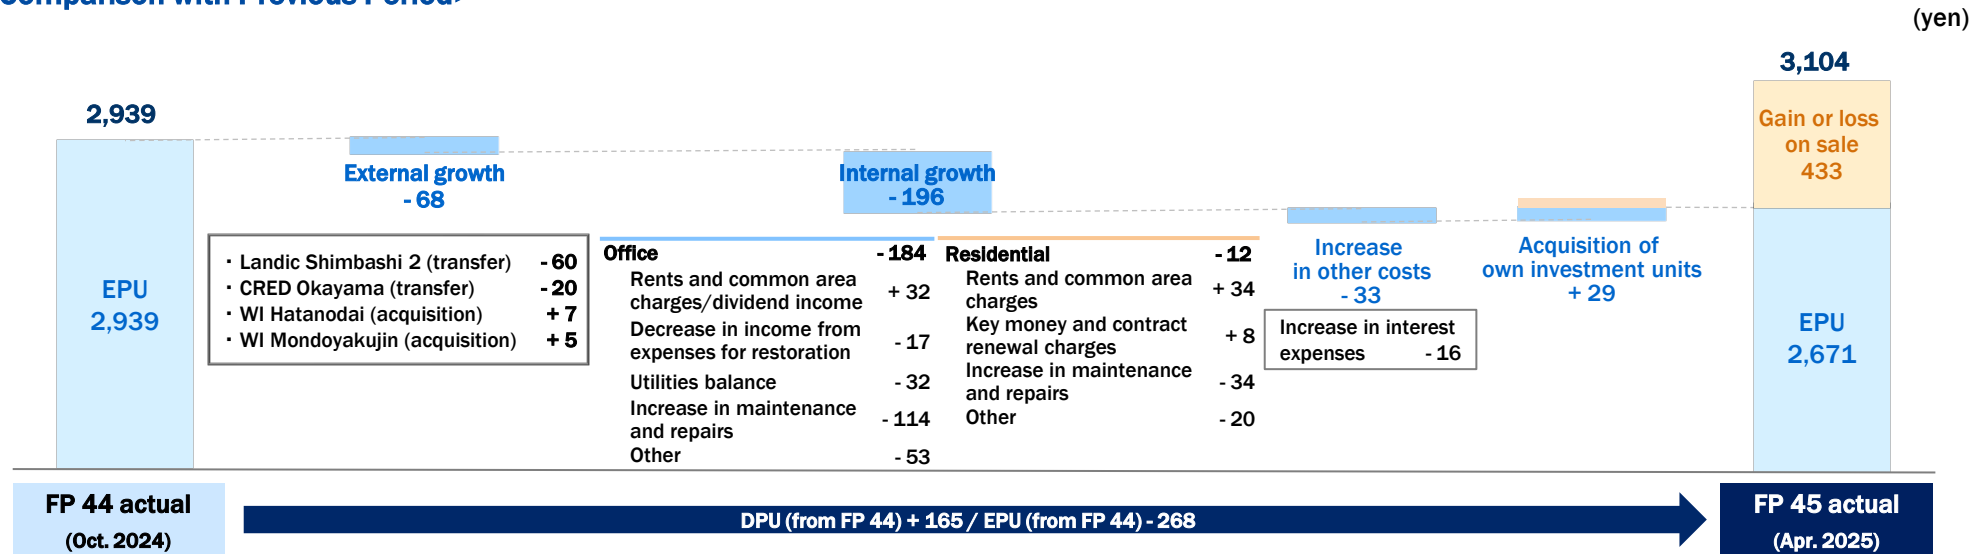 Comparison with Previous Period>
(yen)
2,939
EPU
2,939
External growth
- 68
・Landic Shimbashi 2 (transfer) - 60
・CRED Okayama (transfer) - 20
・WI Hatanodai (acquisition) + 7
・WI Mondoyakujin (acquisition) + 5
Internal growth
- 196
Office - 184
Rents and common area
charges/dividend income + 32
Decrease in income from
expenses for restoration - 17
Utilities balance - 32
Increase in maintenance
and repairs - 114
Other - 53
Residential - 12
Rents and common area
charges + 34
Key money and contract
renewal charges + 8
Increase in maintenance
and repairs - 34
Other - 20
Increase
in other costs
- 33
Increase in interest
expenses - 16
Acquisition of
own investment units
+ 29
3,104
Gain or loss
on sale
433
EPU
2,671
FP 44 actual
(Oct. 2024)
DPU (from FP 44) + 165 / EPU (from FP 44) - 268
FP 45 actual
(Apr. 2025)